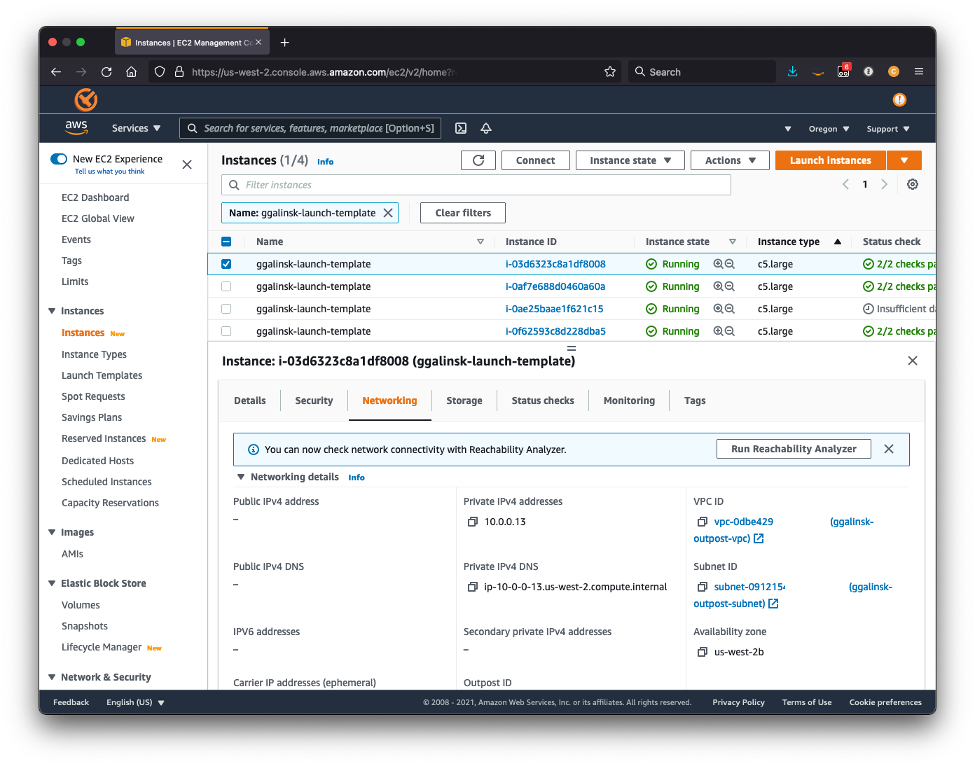 Instances | EC2 Management Co
https://us-west-2.console.aws.amazon.com/ec2/v2/home?
Search
6
aws
Services
Search for services, features, marketplace [Option+S]
Oregon
Support
New EC2 Experience
Tell us what you think
EC2 Dashboard
EC2 Global View
Events
Tags
Limits
Instances
Instances New
Instance Types
Launch Templates
Spot Requests
Savings Plans
Reserved Instances New
Dedicated Hosts
Scheduled Instances
Capacity Reservations
Images
AMIs
Elastic Block Store
Volumes
Snapshots
Lifecycle Manager New
Network & Security
Instances (1/4) Info
Connect
Instance state
Actions
Launch instances
Filter instances
1
Name: ggalinsk-launch-template
Clear filters
Name Instance ID Instance state Instance type Status check
ggalinsk-launch-template i-03d6323c8a1df8008 Running c5.large 2/2 checks pa
ggalinsk-launch-template i-0af7e688d0460a60a Running c5.large 2/2 checks pa
ggalinsk-launch-template i-0ae25baae1f621c15 Running c5.large Insufficient da
ggalinsk-launch-template i-0f62593c8d228dba5 Running c5.large 2/2 checks pa
Instance: i-03d6323c8a1df8008 (ggalinsk-launch-template)
Details Security Networking Storage Status checks Monitoring Tags
You can now check network connectivity with Reachability Analyzer.
Run Reachability Analyzer
Networking details Info
Public IPv4 address
–
Private IPv4 addresses
10.0.0.13
VPC ID
vpc-0dbe429 (ggalinsk-
outpost-vpc)
Public IPv4 DNS
–
Private IPv4 DNS
ip-10-0-0-13.us-west-2.compute.internal
Subnet ID
subnet-091215 (ggalinsk-
outpost-subnet)
IPV6 addresses
–
Secondary private IPv4 addresses
–
Availability zone
us-west-2b
Carrier IP addresses (ephemeral)
Outpost ID
Feedback English (US)
© 2008 - 2021, Amazon Web Services, Inc. or its affiliates. All rights reserved.
Privacy Policy Terms of Use Cookie preferences